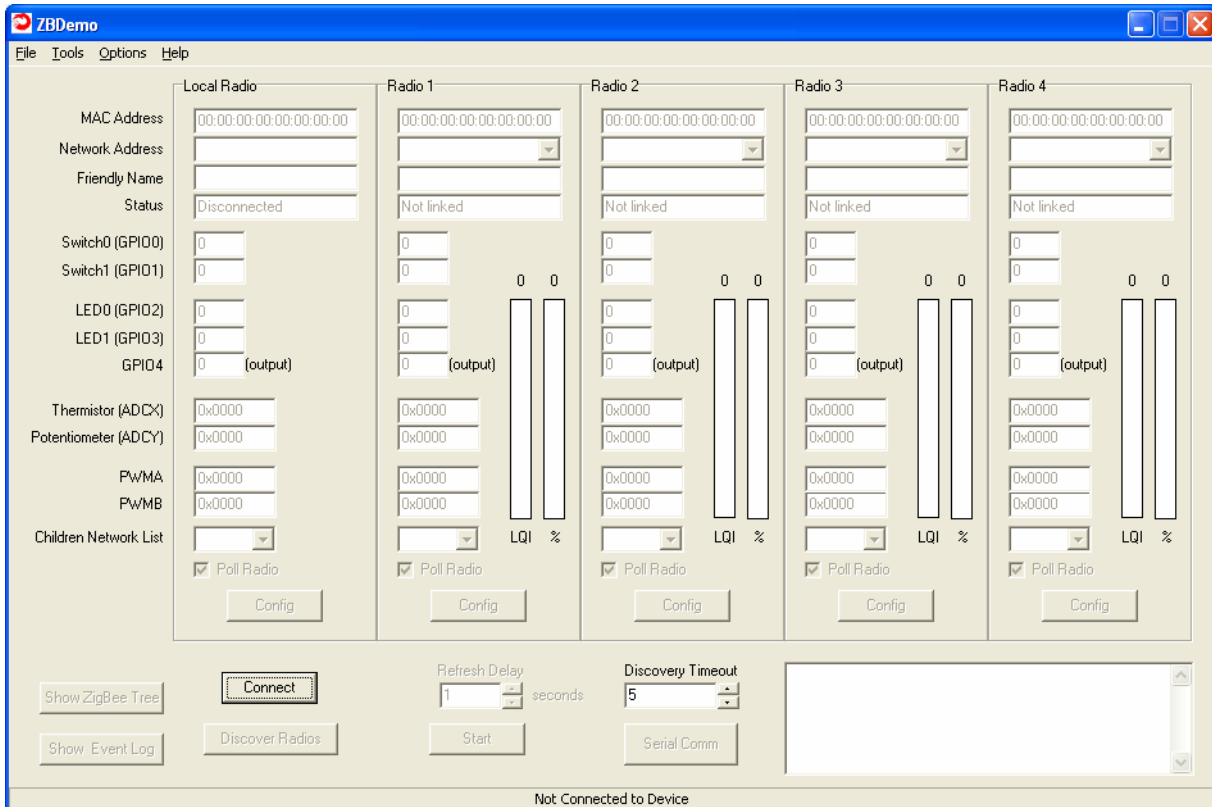 ZBDemo
File Tools Options Help
Local Radio Radio 1 Radio 2 Radio 3 Radio 4
MAC Address 00:00:00:00:00:00:00:00 00:00:00:00:00:00:00:00 00:00:00:00:00:00:00:00 00:00:00:00:00:00:00:00 00:00:00:00:00:00:00:00
Network Address
Friendly Name
Status Disconnected Not linked Not linked Not linked Not linked
Switch0 (GPIO0) 0 0 0 0 0
Switch1 (GPIO1) 0 0 0 0 0
0 0 0 0 0 0 0 0
LED0 (GPIO2) 0 0 0 0 0
LED1 (GPIO3) 0 0 0 0 0
GPIO4 0 (output) 0 (output) 0 (output) 0 (output) 0 (output)
Thermistor (ADCX) 0x0000 0x0000 0x0000 0x0000 0x0000
Potentiometer (ADCY) 0x0000 0x0000 0x0000 0x0000 0x0000
PWMA 0x0000 0x0000 0x0000 0x0000 0x0000
PWMB 0x0000 0x0000 0x0000 0x0000 0x0000
Children Network List LQI % LQI % LQI % LQI %
Poll Radio Poll Radio Poll Radio Poll Radio Poll Radio
Config Config Config Config Config
Refresh Delay Discovery Timeout
Show ZigBee Tree Connect 1 seconds 5
Show Event Log Discover Radios Start Serial Comm
Not Connected to Device